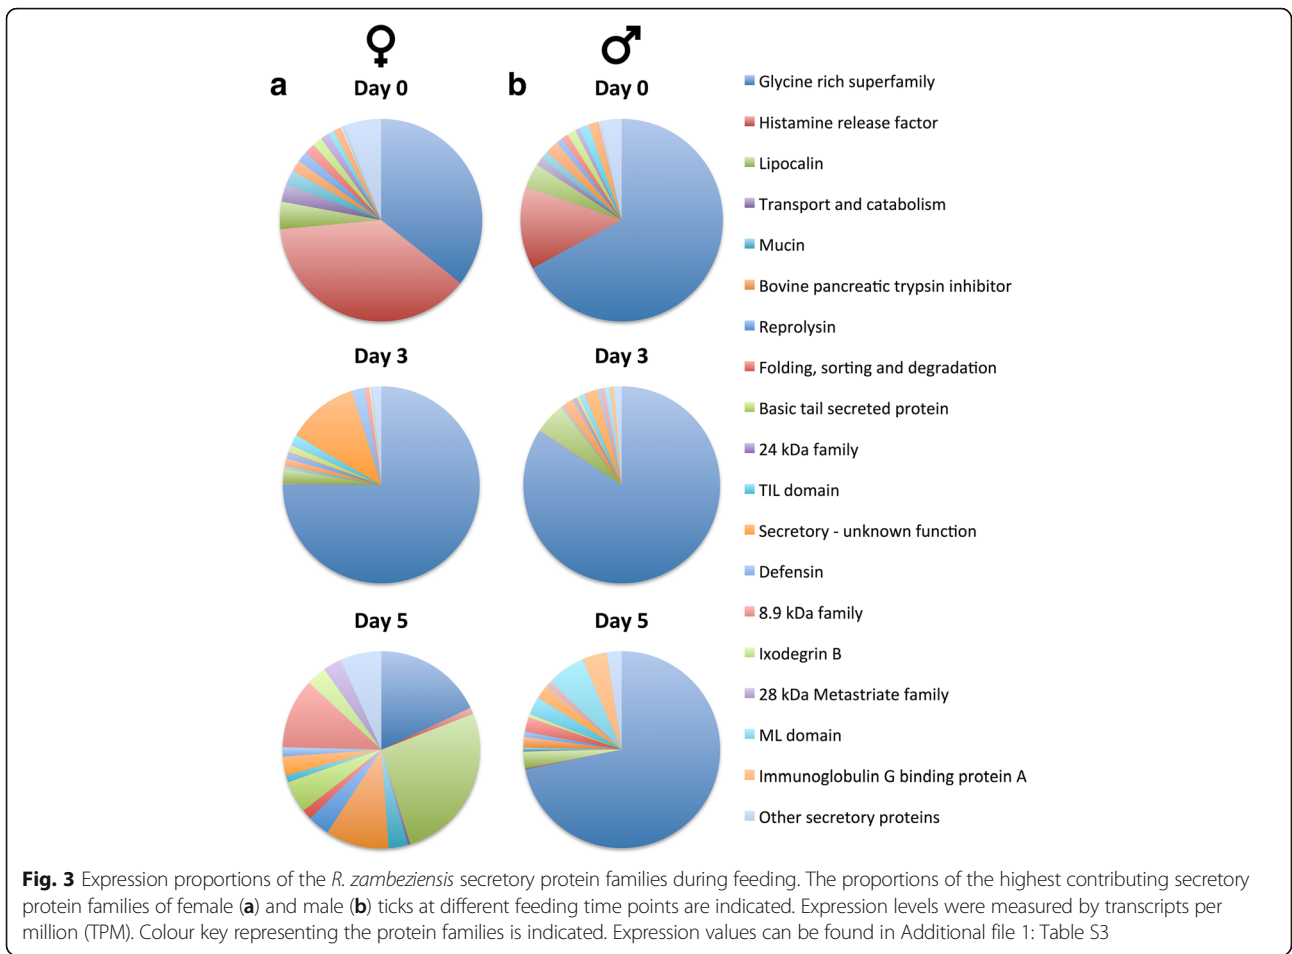 ♀ ♂
a b
Day 0 Day 0
Day 3 Day 3
Day 5 Day 5
Glycine rich superfamily
Histamine release factor
Lipocalin
Transport and catabolism
Mucin
Bovine pancreatic trypsin inhibitor
Reprolysin
Folding, sorting and degradation
Basic tail secreted protein
24 kDa family
TIL domain
Secretory - unknown function
Defensin
8.9 kDa family
Ixodegrin B
28 kDa Metastriate family
ML domain
Immunoglobulin G binding protein A
Other secretory proteins
Fig. 3 Expression proportions of the R. zambeziensis secretory protein families during feeding. The proportions of the highest contributing secretory
protein families of female (a) and male (b) ticks at different feeding time points are indicated. Expression levels were measured by transcripts per
million (TPM). Colour key representing the protein families is indicated. Expression values can be found in Additional file 1: Table S3